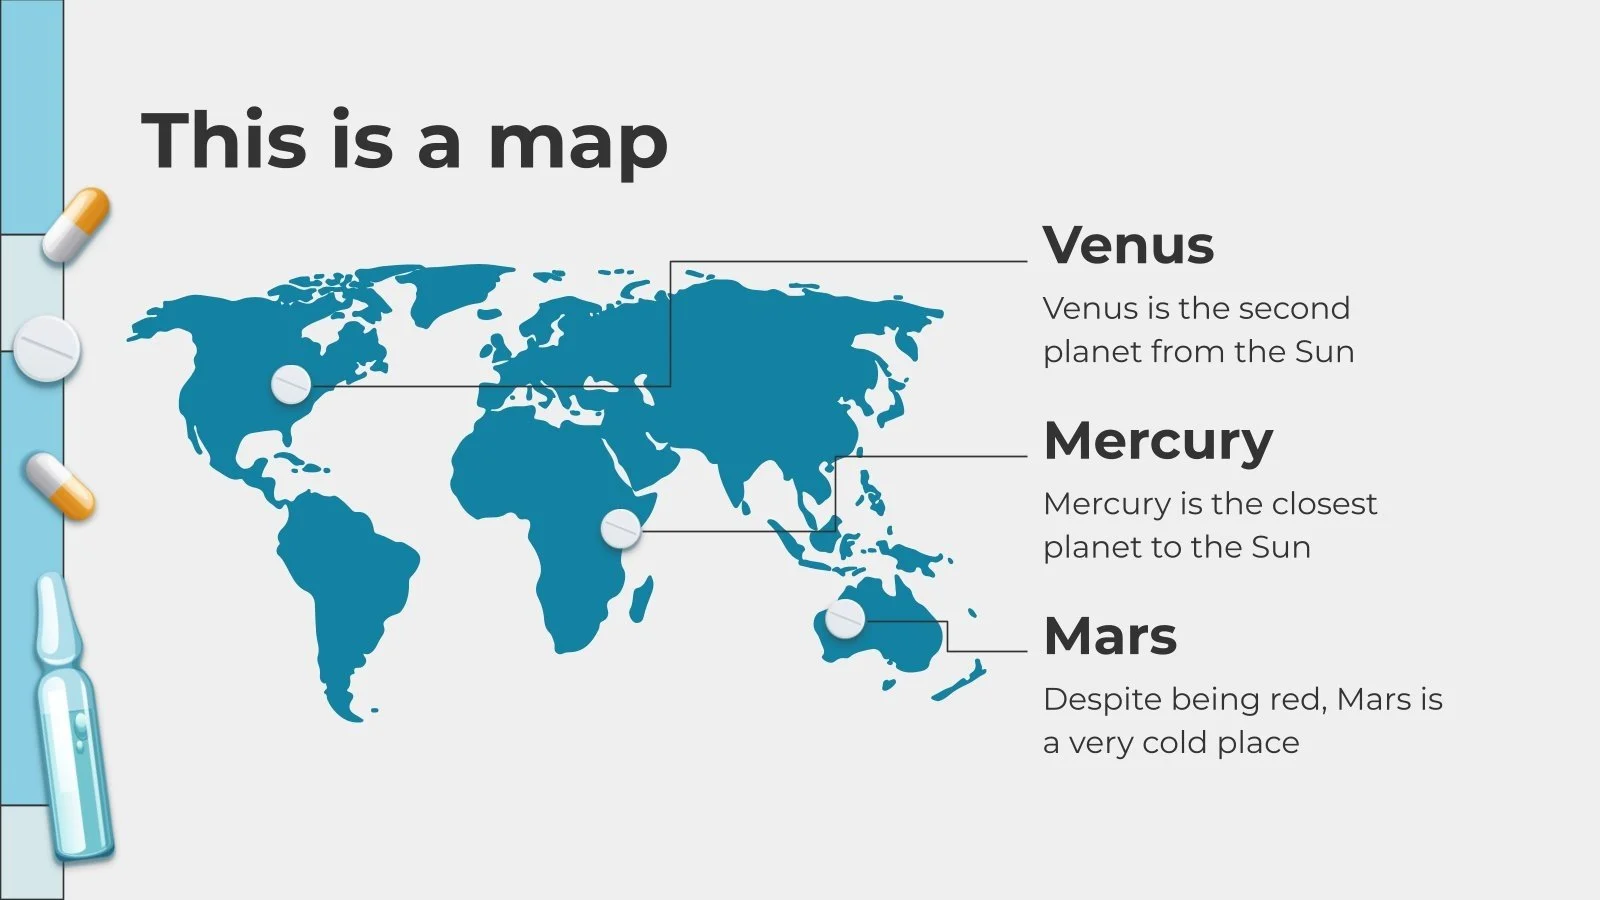 This is a map
Venus
Venus is the second
planet from the Sun
Mercury
Mercury is the closest
planet to the Sun
Mars
Despite being red, Mars is
a very cold place